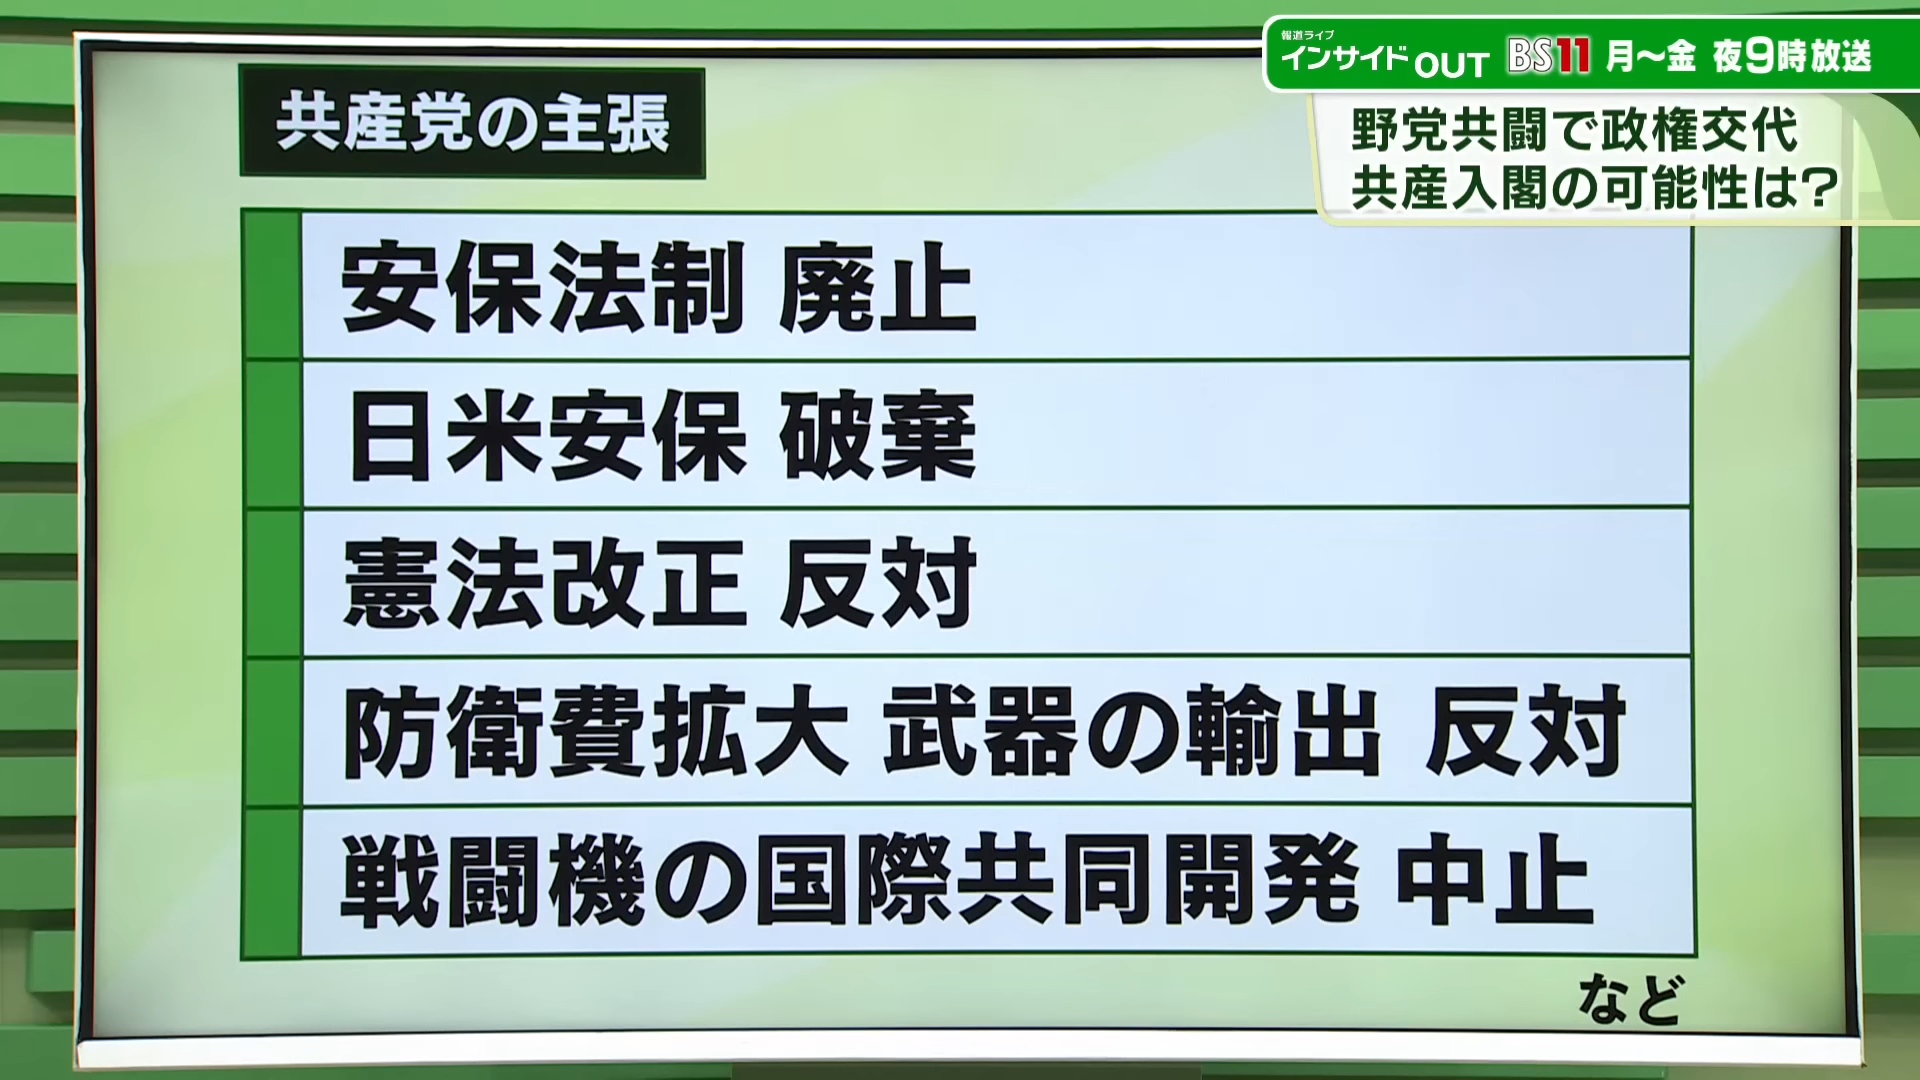 報道ライブ
インサイドOUT BS11 月～金 夜9時放送
野党共闘で政権交代
共産入閣の可能性は?
共産党の主張
安保法制 廃止
日米安保 破棄
憲法改正 反対
防衛費拡大 武器の輸出 反対
戦闘機の国際共同開発 中止
など